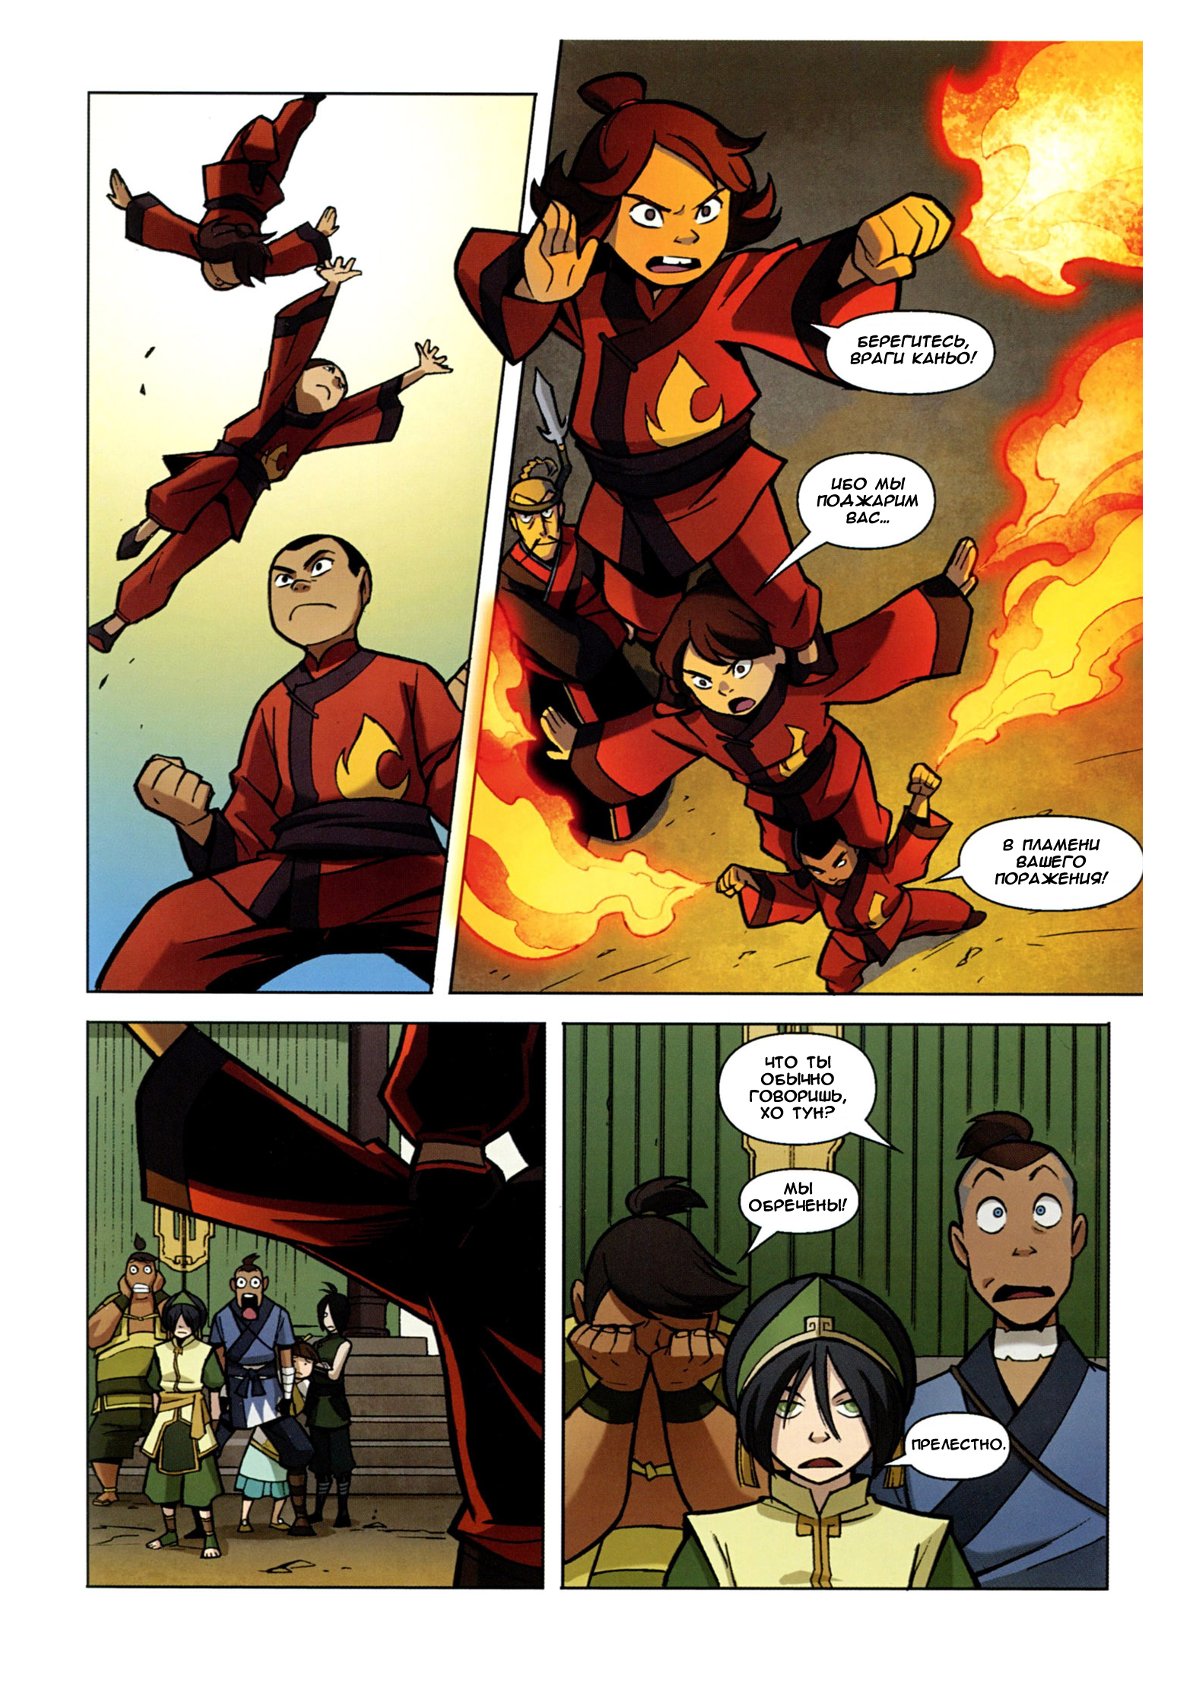 БЕРЕГИТЕСЬ,
ВРАГИ КАНЬО!
ИБО МЫ
ПОДЖАРИМ
ВАС...
В ПЛАМЕНИ
ВАШЕГО
ПОРАЖЕНИЯ!
ЧТО ТЫ
ОБЫЧНО
ГОВОРИШЬ,
ХО ТУН?
МЫ
ОБРЕЧЕНЫ!
ПРЕЛЕСТНО.